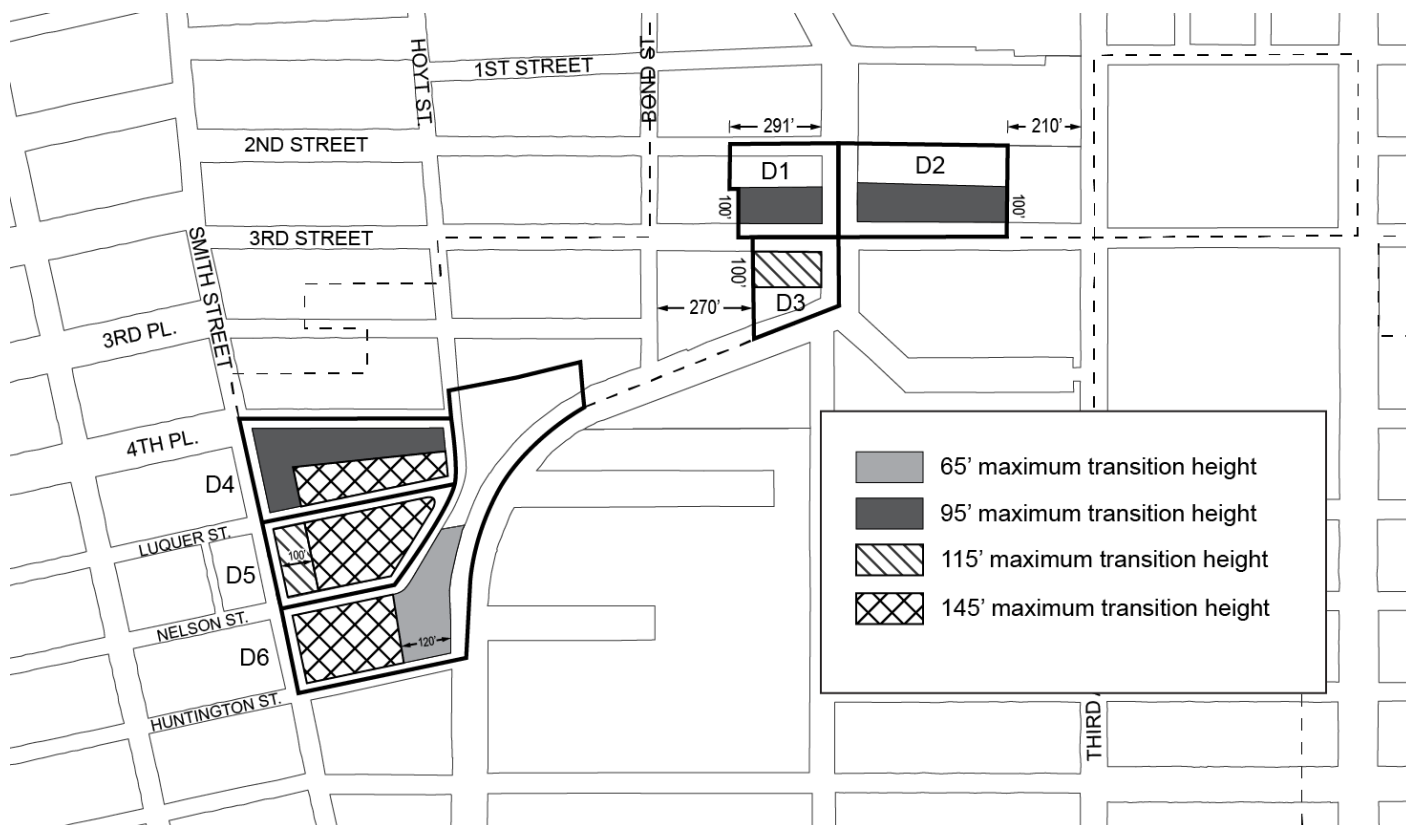 HOYT ST.
BOND ST.
1ST STREET
291’
210’
2ND STREET
D1
D2
100’
100’
3RD STREET
SMITH STREET
100’
D3
270’
3RD PL.
4TH PL.
D4
65’ maximum transition height
95’ maximum transition height
LUQUER ST.
100’
115’ maximum transition height
D5
145’ maximum transition height
NELSON ST.
120’
D6
HUNTINGTON ST.
THIRD